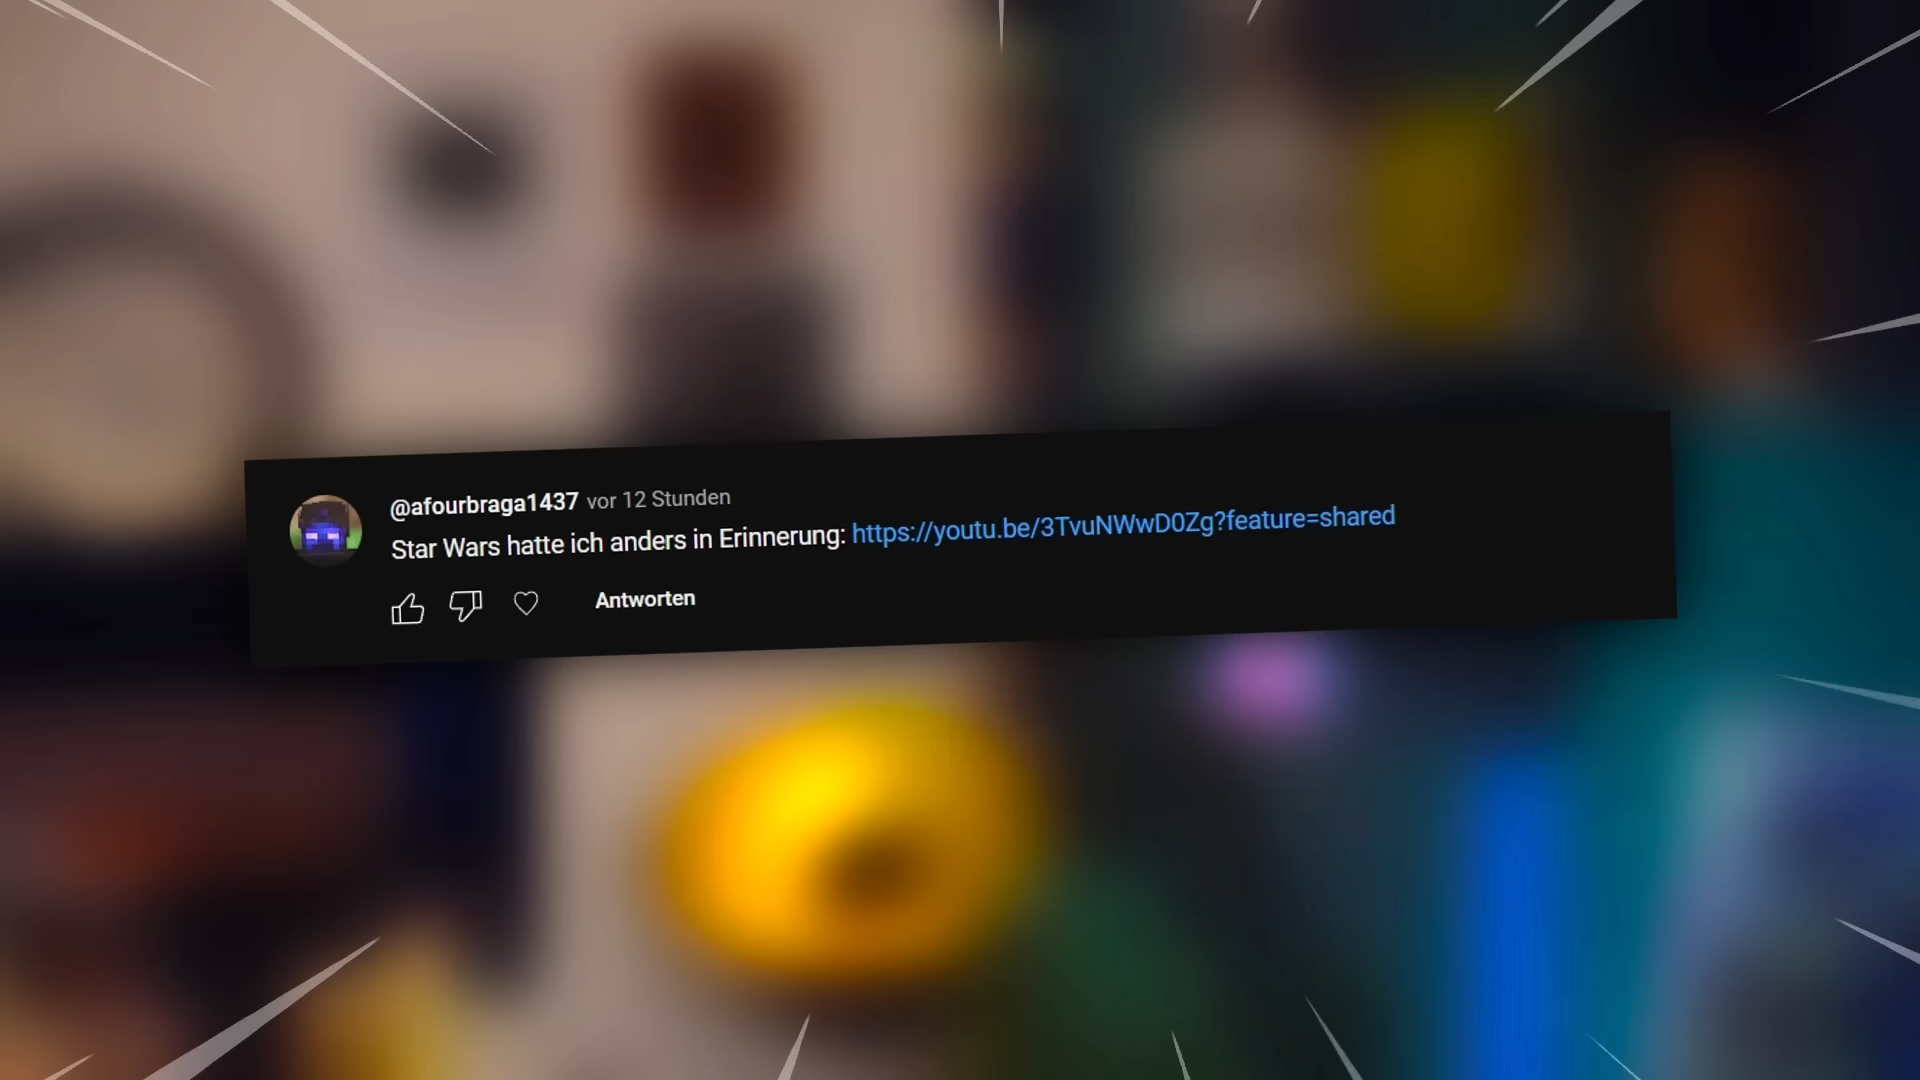 @afourbraga1437 vor 12 Stunden
Star Wars hatte ich anders in Erinnerung: https://youtu.be/3TvuNWwD0Zg?feature=shared
Antworten